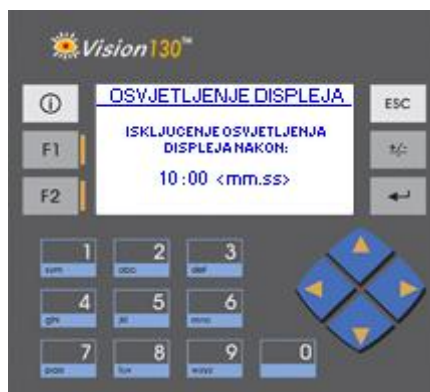 Vision130™
OSVJETLJENJE DISPLEJA
ISKLJUCENJE OSVJETLJENJA
DISPLEJA NAKON:
10:00 <mm.ss>
i
ESC
F1
+/-
F2
1
2
3
abc
def
4
5
6
ghi
jkl
mno
7
8
9
0
tuv
wxyz